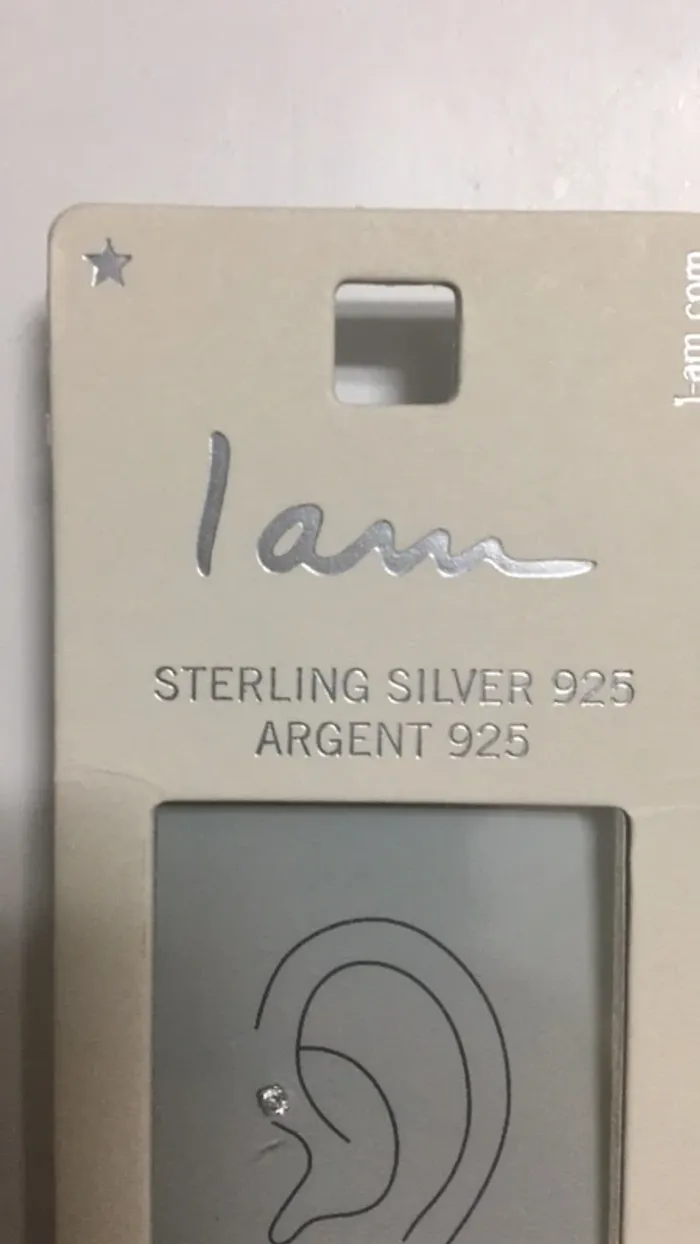 I am
STERLING SILVER 925
ARGENT 925
I-am.com